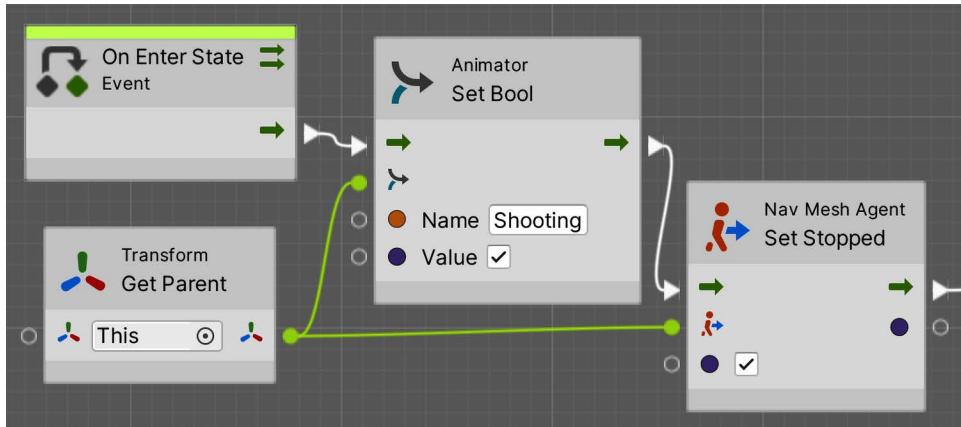 On Enter State
Event
Animator
Set Bool
Name Shooting
Value
Transform
Get Parent
This
Nav Mesh Agent
Set Stopped